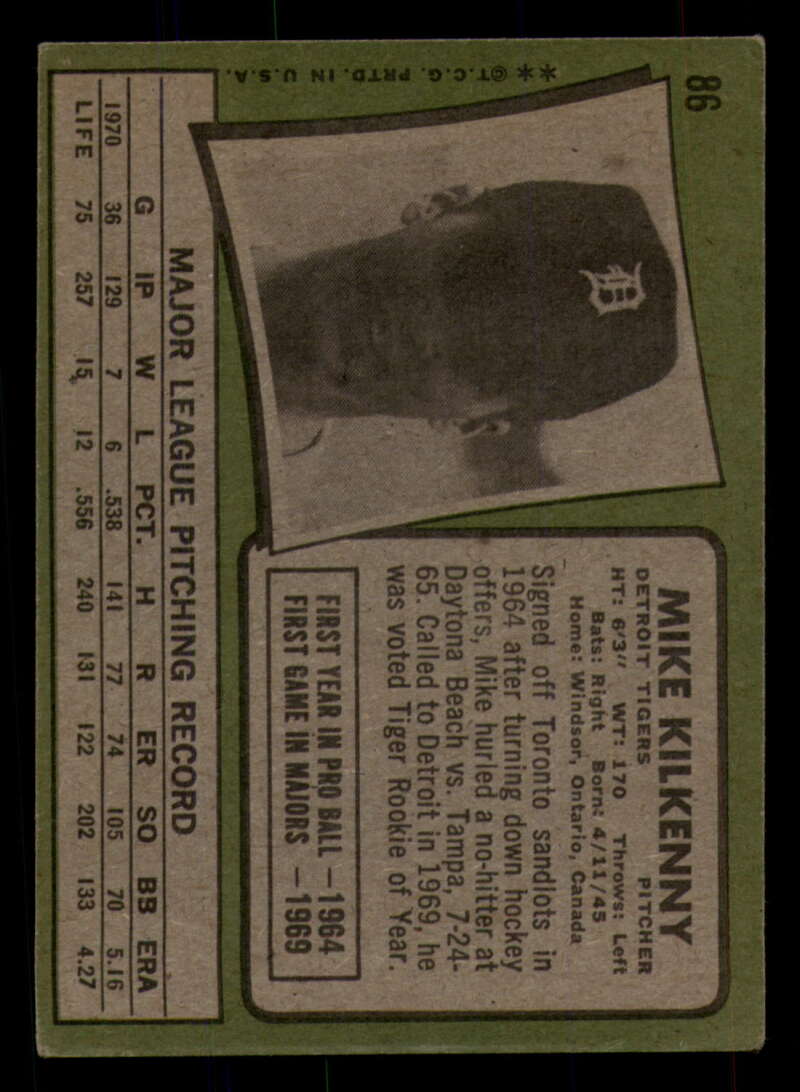 86
**©T.C.G. PRTD. IN U.S.A.
D
MIKE KILKENNY
DETROIT TIGERS PITCHER
HT: 6'3" WT: 170 Throws: Left
Bats: Right Born: 4/11/45
Home: Windsor, Ontario, Canada
Signed off Toronto sandlots in
1964 after turning down hockey
offers, Mike hurled a no-hitter at
Daytona Beach vs. Tampa, 7-24-
65. Called to Detroit in 1969, he
was voted Tiger Rookie of Year.
FIRST YEAR IN PRO BALL — 1964
FIRST GAME IN MAJORS — 1969
MAJOR LEAGUE PITCHING RECORD
G IP W L PCT. H R ER SO BB ERA
1970 36 129 7 6 .538 141 77 74 105 70 5.16
LIFE 75 257 15 12 .556 240 131 122 202 133 4.27